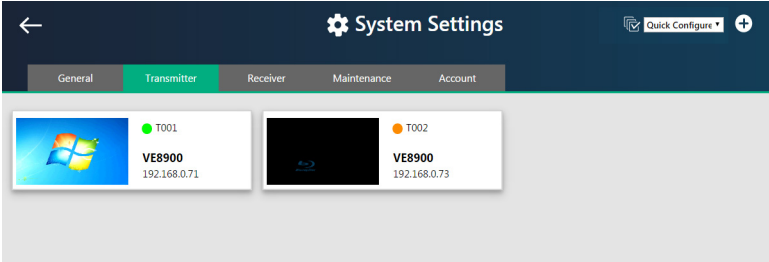 System Settings
Quick Configure
General Transmitter Receiver Maintenance Account
T001
VE8900
192.168.0.71
T002
VE8900
192.168.0.73